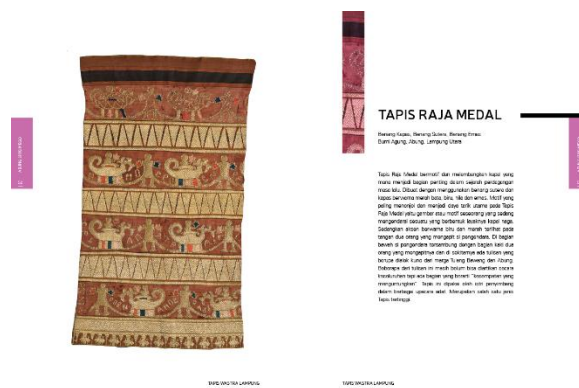 TAPIS RAJA MEDAL
Benang Kapas, Benang Sutera, Benang Emas
Bumi Agung, Abung, Lampung Utara
Tapis Raja Medal bermotif dan melambangkan kapal yang
mana menjadi bagian penting dalam sejarah perdagangan
masa lalu. Dibuat dengan menggunakan benang sutera dan
kapas berwarna merah bata, biru, nila dan emas. Motif yang
paling menonjol dan menjadi daya tarik utama pada Tapis
Raja Medal yaitu gambar atau motif seseorang yang sedang
mengendarai sesuatu yang berbentuk layaknya kapal naga.
Sedangkan aksen berwarna biru dan merah terlihat pada
tangan dua orang yang mengapit si pengendara. Di bagian
bawah si pengendara tersambung dengan bagian kaki dua
orang yang mengapitnya dan di sekitarnya ada tulisan yang
berupa dialek kuno dari marga Tulang Bawang dan Abung.
Beberapa dari tulisan ini masih belum bisa diartikan secara
keseluruhan tapi ada bagian yang berarti "kesempatan yang
menguntungkan". Tapis ini dipakai oleh istri penyimbang
dalam berbagai upacara adat. Merupakan salah satu jenis
Tapis tertinggi
TAPIS WASTRA LAMPUNG
TAPIS WASTRA LAMPUNG